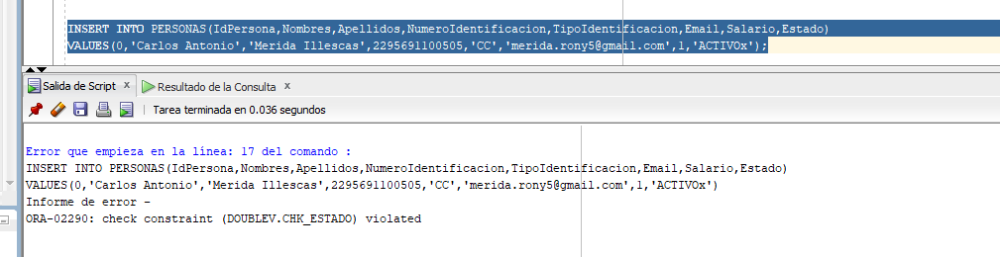 INSERT INTO PERSONAS(IdPersona,Nombres,Apellidos,NumeroIdentificacion,TipoIdentificacion,Email,Salario,Estado)
VALUES(0,'Carlos Antonio','Merida Illescas',2295691100505,'CC','merida.rony5@gmail.com',1,'ACTIVOx');
Salida de Script x Resultado de la Consulta x
Tarea terminada en 0.036 segundos
Error que empieza en la línea: 17 del comando :
INSERT INTO PERSONAS(IdPersona,Nombres,Apellidos,NumeroIdentificacion,TipoIdentificacion,Email,Salario,Estado)
VALUES(0,'Carlos Antonio','Merida Illescas',2295691100505,'CC','merida.rony5@gmail.com',1,'ACTIVOx')
Informe de error -
ORA-02290: check constraint (DOUBLEV.CHK_ESTADO) violated